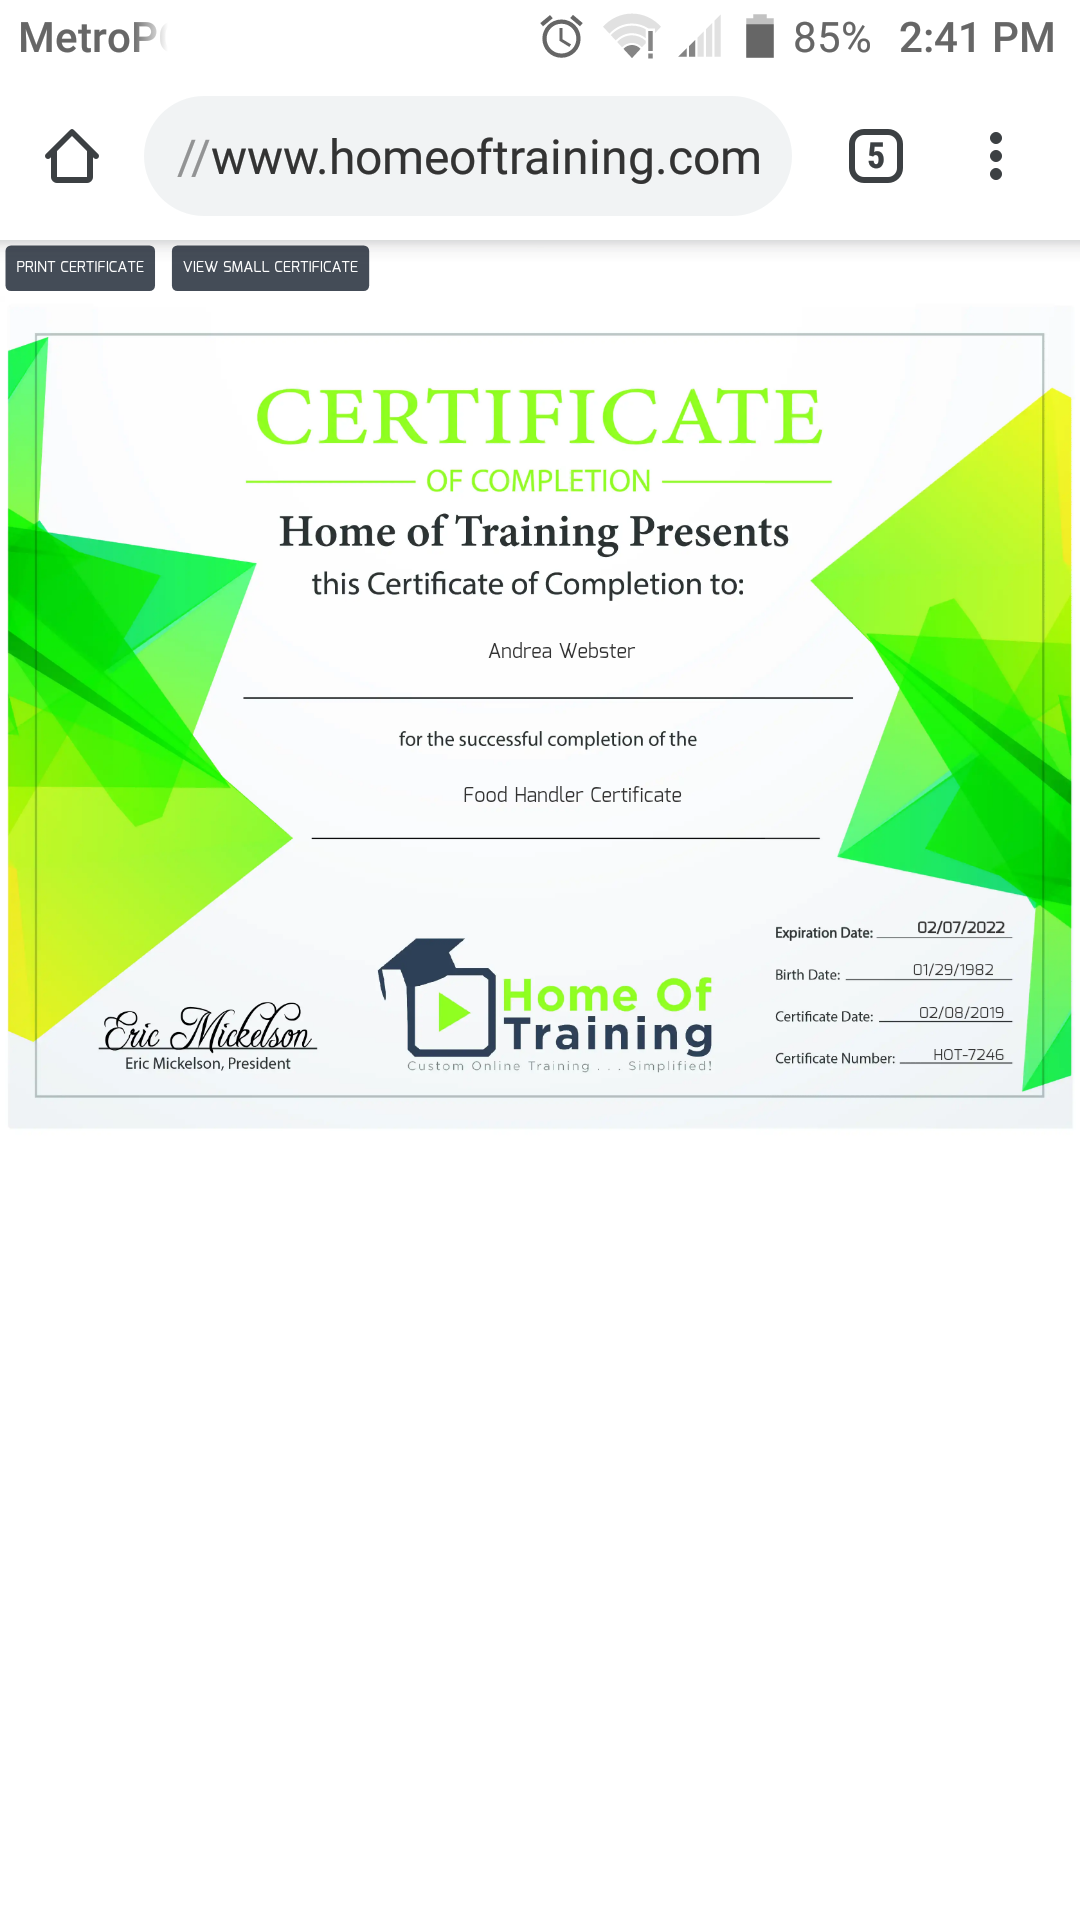 MetroP 85% 2:41 PM
//www.homeoftraining.com 5
PRINT CERTIFICATE VIEW SMALL CERTIFICATE
CERTIFICATE
OF COMPLETION
Home of Training Presents
this Certificate of Completion to:
Andrea Webster
for the successful completion of the
Food Handler Certificate
Expiration Date: 02/07/2022
Birth Date: 01/29/1982
Certificate Date: 02/08/2019
Certificate Number: HOT-7246
Eric Mickelson
Eric Mickelson, President
Home Of
Training
Custom Online Training . . . Simplified!